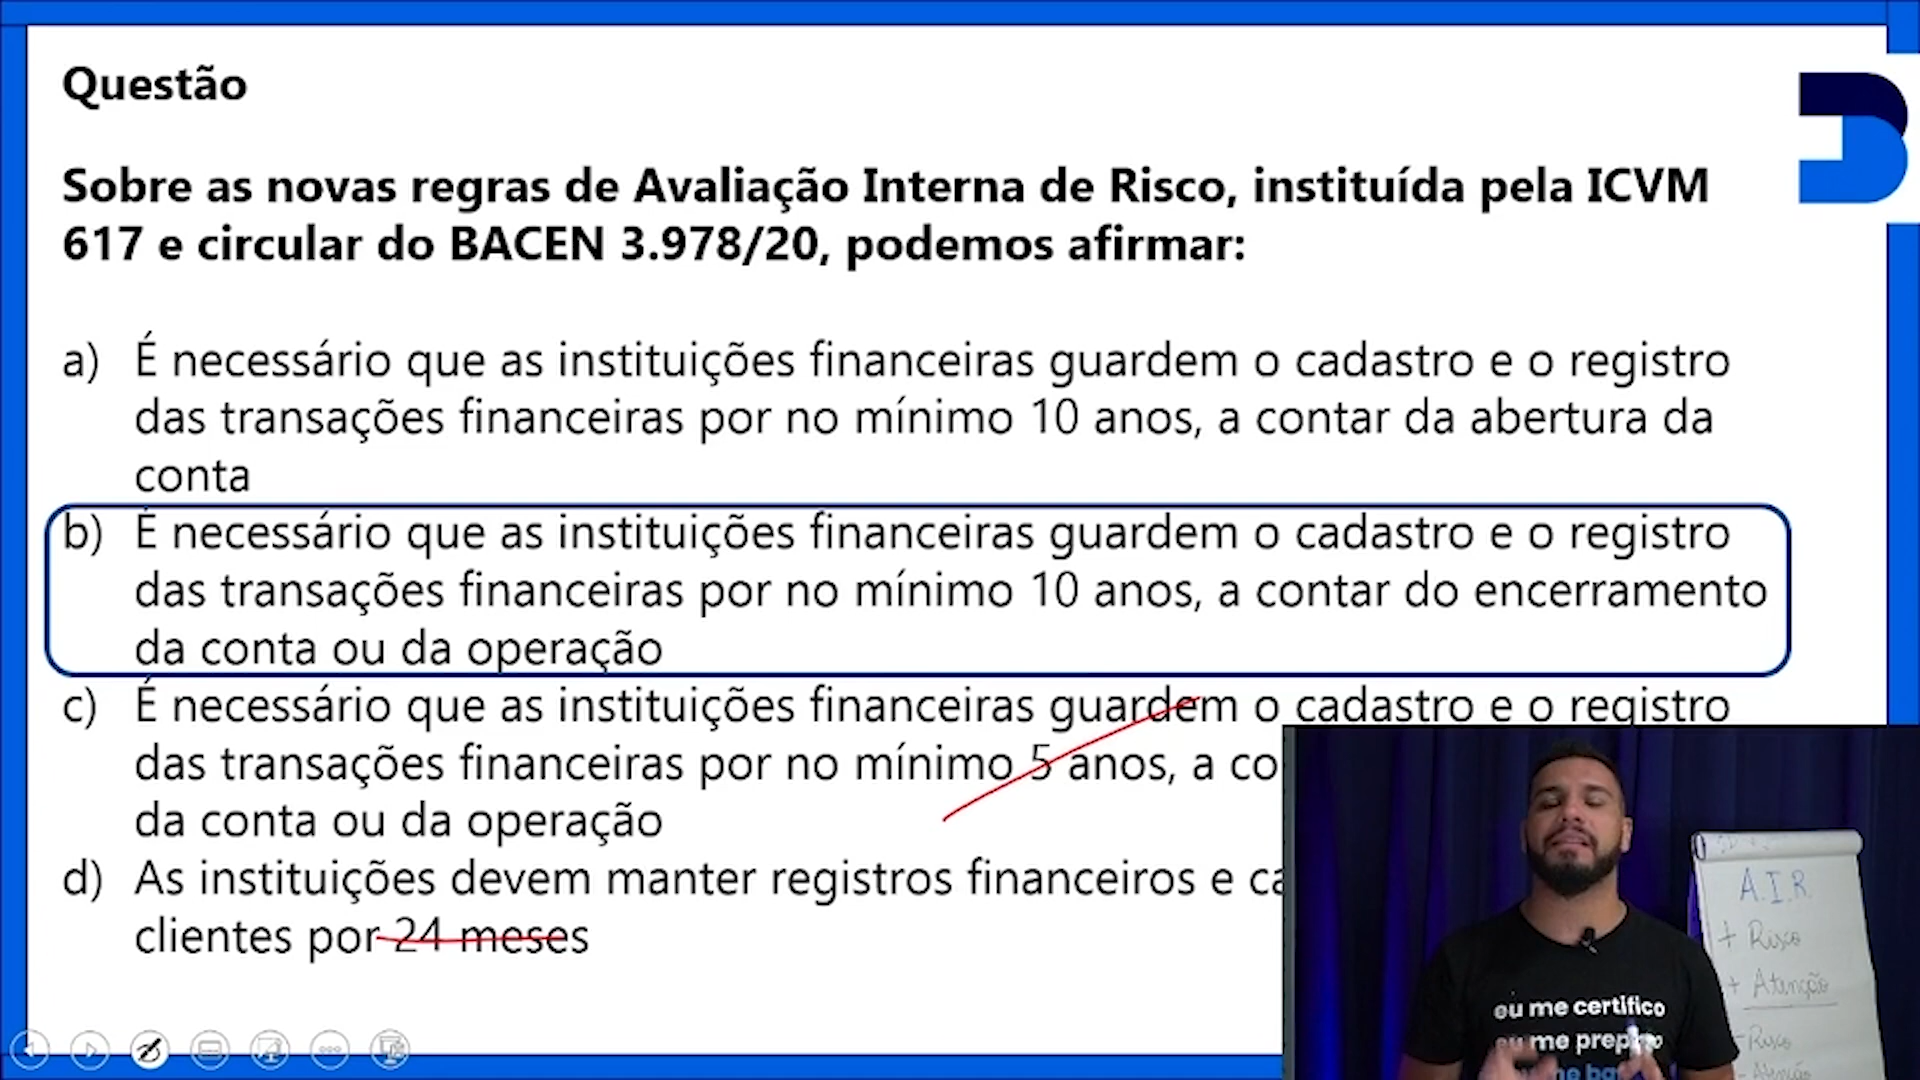 Questão
Sobre as novas regras de Avaliação Interna de Risco, instituída pela ICVM
617 e circular do BACEN 3.978/20, podemos afirmar:
a) É necessário que as instituições financeiras guardem o cadastro e o registro
das transações financeiras por no mínimo 10 anos, a contar da abertura da
conta
b) É necessário que as instituições financeiras guardem o cadastro e o registro
das transações financeiras por no mínimo 10 anos, a contar do encerramento
da conta ou da operação
c) É necessário que as instituições financeiras guardem o cadastro e o registro
das transações financeiras por no mínimo 5 anos, a co
da conta ou da operação
d) As instituições devem manter registros financeiros e ca
clientes por 24 meses
A.I.R.
+ Risco
+ Atenção
- Risco
- Atenção
eu me certifico
eu me preparo